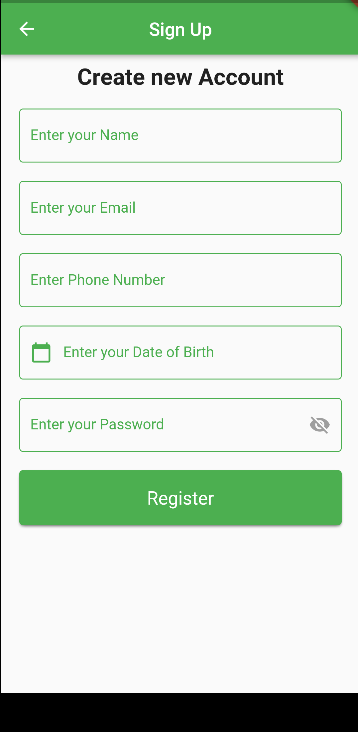 Sign Up
Create new Account
Enter your Name
Enter your Email
Enter Phone Number
Enter your Date of Birth
Enter your Password
Register